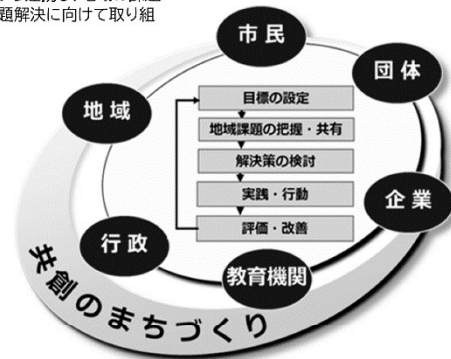 題解決に向けて取り組
市民
団体
地域
目標の設定
地域課題の把握・共有
解決策の検討
実践・行動
評価・改善
企業
行政
教育機関
共創のまちづくり